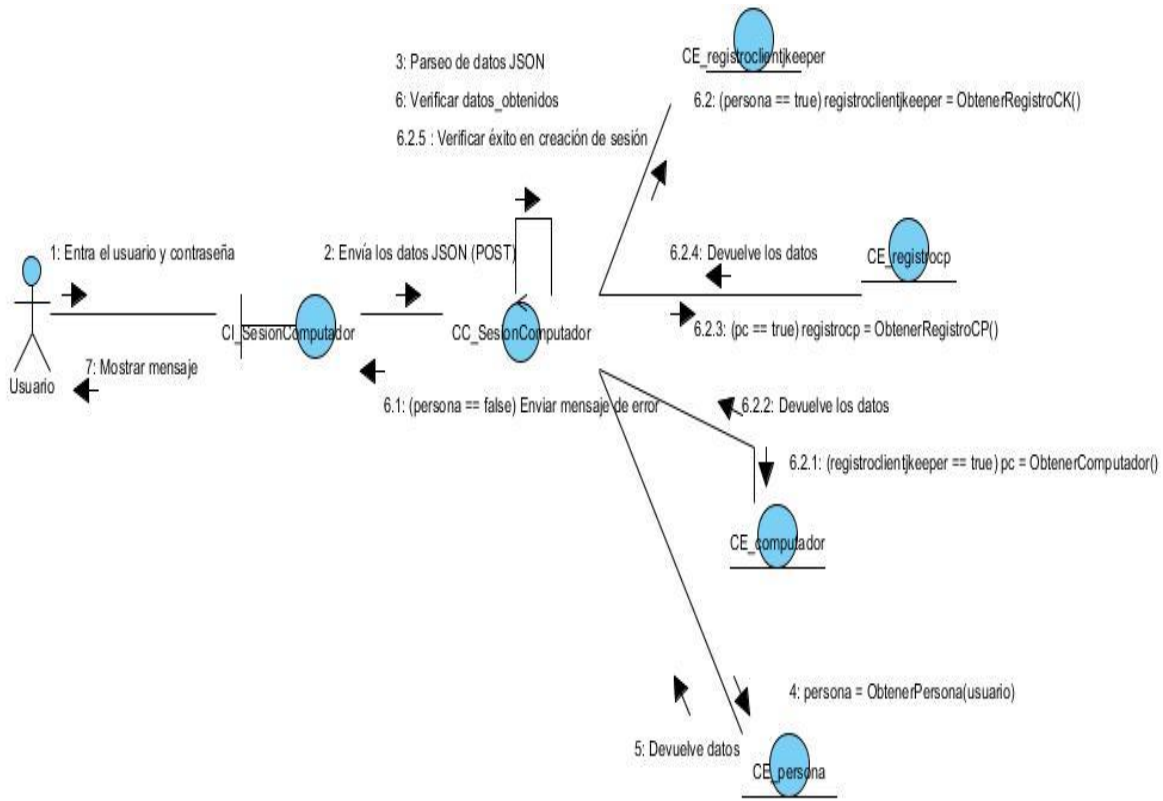 CE_registroclientjkeeper
3: Parseo de datos JSON
6: Verificar datos_obtenidos
6.2: (persona == true) registroclientjkeeper = ObtenerRegistroCK()
6.2.5 : Verificar éxito en creación de sesión
1: Entra el usuario y contraseña
2: Envía los datos JSON (POST)
6.2.4: Devuelve los datos
CE_registrocp
CI_SesionComputador
CC_SesionComputador
6.2.3: (pc == true) registrocp = ObtenerRegistroCP()
7: Mostrar mensaje
Usuario
6.1: (persona == false) Enviar mensaje de error
6.2.2: Devuelve los datos
6.2.1: (registroclientjkeeper == true) pc = ObtenerComputador()
CE_computador
4: persona = ObtenerPersona(usuario)
5: Devuelve datos
CE_persona